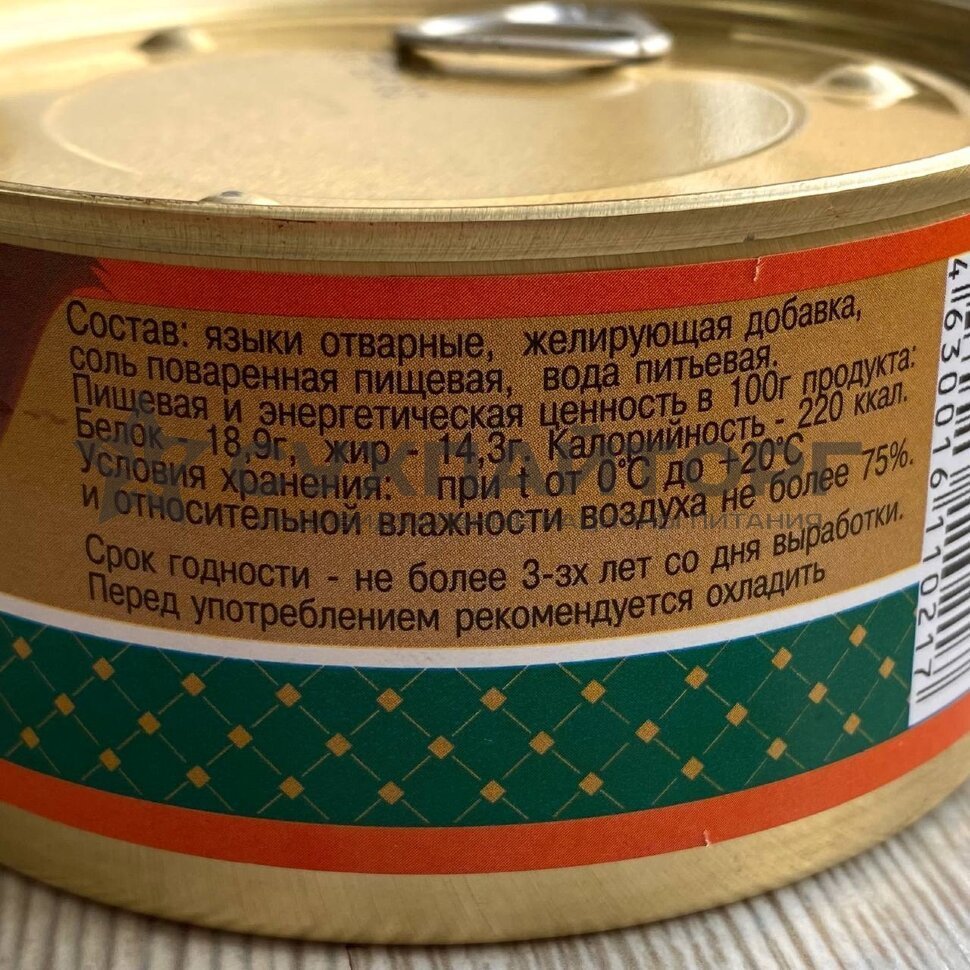 Состав: языки отварные, желирующая добавка,
соль поваренная пищевая, вода питьевая.
Пищевая и энергетическая ценность в 100г продукта:
Белок - 18,9г, жир - 14,3г Калорийность - 220 ккал.
Условия хранения: при t от 0°С до +20°С
и относительной влажности воздуха не более 75%.
Срок годности - не более 3-зх лет со дня выработки.
Перед употреблением рекомендуется охладить
4630016110217